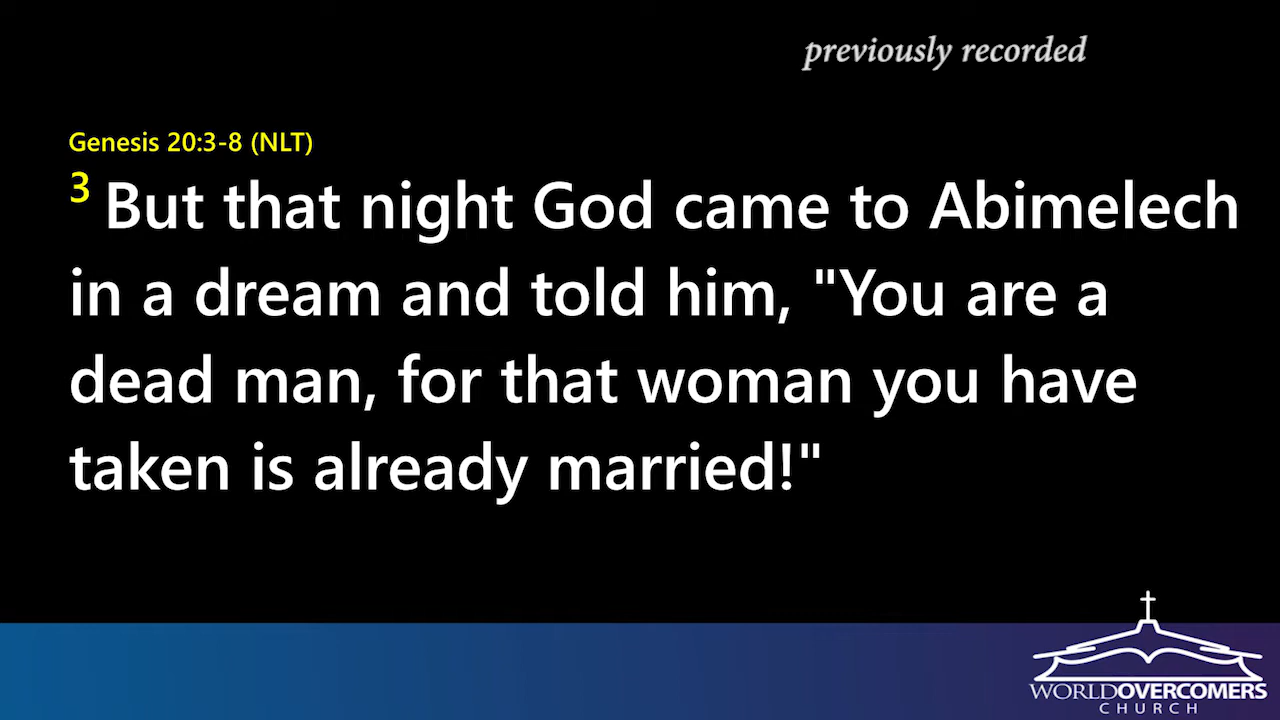 previously recorded
Genesis 20:3-8 (NLT)
3 But that night God came to Abimelech
in a dream and told him, "You are a
dead man, for that woman you have
taken is already married!"
WORLDOVERCOMERS
CHURCH